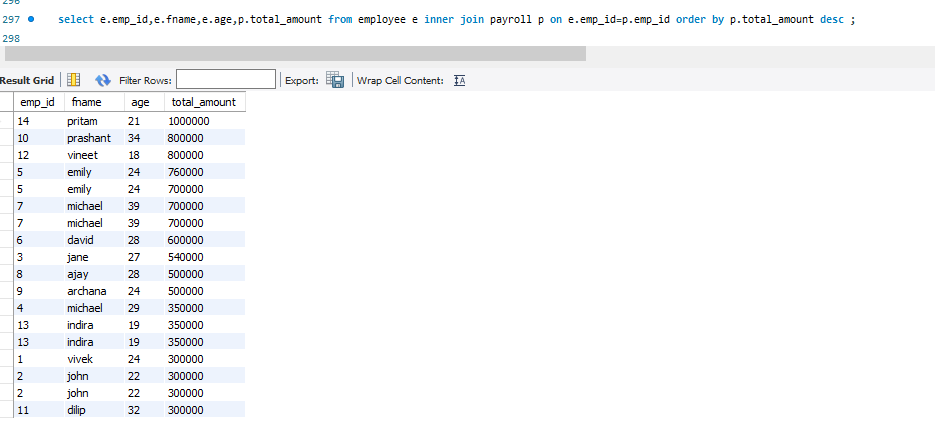 296
297 select e.emp_id,e.fname,e.age,p.total_amount from employee e inner join payroll p on e.emp_id=p.emp_id order by p.total_amount desc ;
298
Result Grid Filter Rows: Export: Wrap Cell Content:
emp_id fname age total_amount
14 pritam 21 1000000
10 prashant 34 800000
12 vineet 18 800000
5 emily 24 760000
5 emily 24 700000
7 michael 39 700000
7 michael 39 700000
6 david 28 600000
3 jane 27 540000
8 ajay 28 500000
9 archana 24 500000
4 michael 29 350000
13 indira 19 350000
13 indira 19 350000
1 vivek 24 300000
2 john 22 300000
2 john 22 300000
11 dilip 32 300000